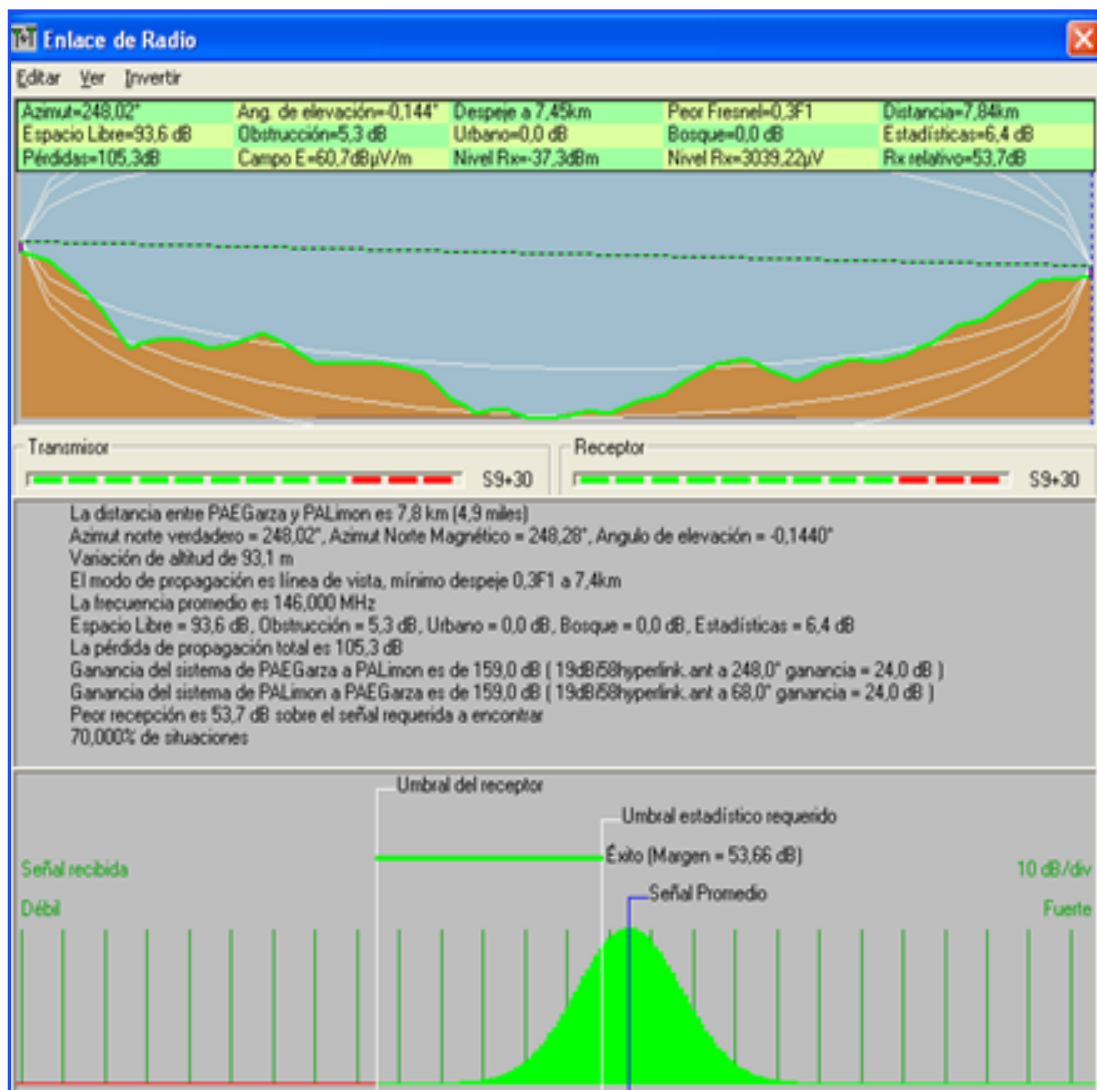 Enlace de Radio
Editar Ver Invertir
Azimut=248,02° Ang. de elevación=-0,144° Despeje a 7,45km Peor Fresnel=0,3F1 Distancia=7,84km
Espacio Libre=93,6 dB Obstrucción=5,3 dB Urbano=0,0 dB Bosque=0,0 dB Estadísticas=6,4 dB
Pérdidas=105,3dB Campo E=60,7dBµV/m Nivel Rx=-37,3dBm Nivel Rx=3039,22µV Rx relativo=53,7dB
Transmisor Receptor
S9+30 S9+30
La distancia entre PAEGarza y PALimon es 7,8 km (4,9 miles)
Azimut norte verdadero = 248,02°, Azimut Norte Magnético = 248,28°, Angulo de elevación = -0,1440°
Variación de altitud de 93,1 m
El modo de propagación es línea de vista, mínimo despeje 0,3F1 a 7,4km
La frecuencia promedio es 146,000 MHz
Espacio Libre = 93,6 dB, Obstrucción = 5,3 dB, Urbano = 0,0 dB, Bosque = 0,0 dB, Estadísticas = 6,4 dB
La pérdida de propagación total es 105,3 dB
Ganancia del sistema de PAEGarza a PALimon es de 159,0 dB ( 19dBi58hyperlink.ant a 248,0° ganancia = 24,0 dB )
Ganancia del sistema de PALimon a PAEGarza es de 159,0 dB ( 19dBi58hyperlink.ant a 68,0° ganancia = 24,0 dB )
Peor recepción es 53,7 dB sobre el señal requerida a encontrar
70,000% de situaciones
Umbral del receptor
Umbral estadístico requerido
Éxito (Margen = 53,66 dB)
Señal recibida 10 dB/div
Señal Promedio
Débil Fuerte